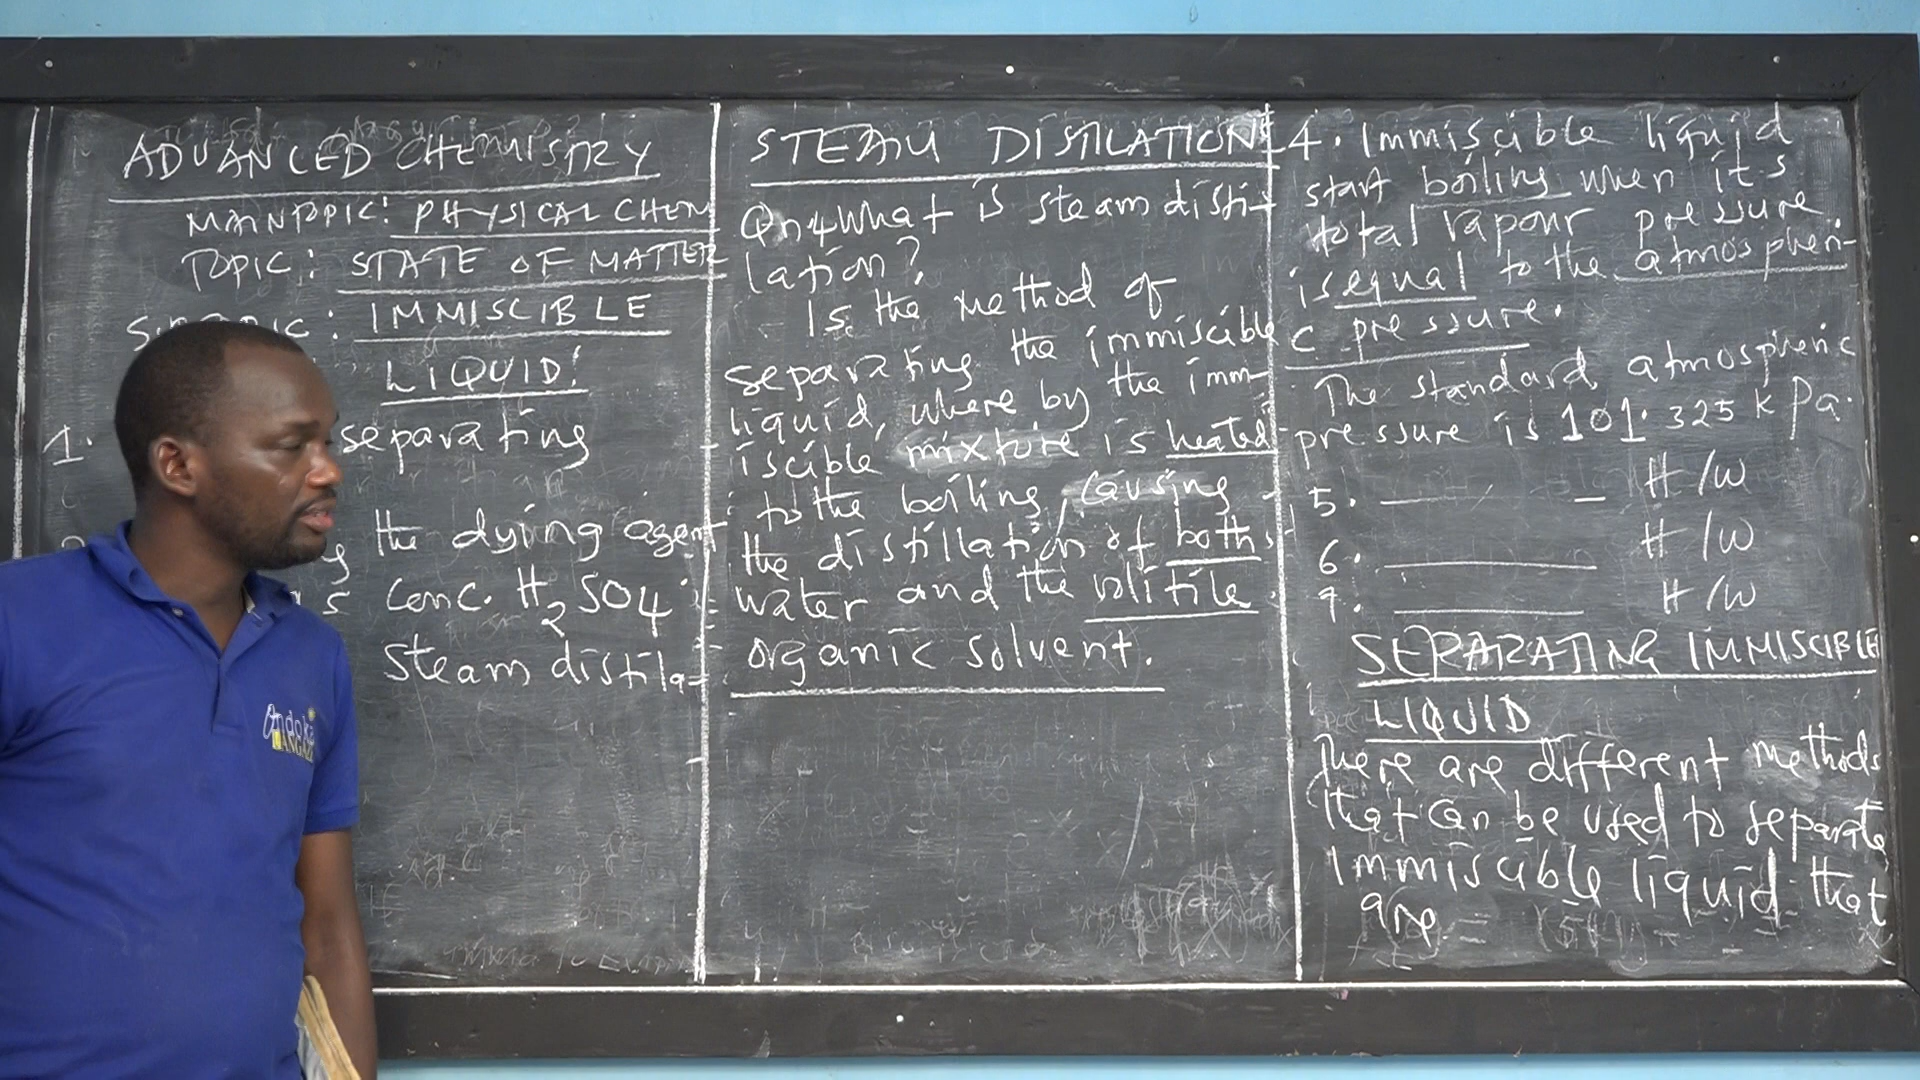 ADVANCED CHEMISTRY
MAINTOPIC: PHYSICAL CHEM
TOPIC: STATE OF MATTER
IMMISCIBLE
LIQUID!
1. separating
the dying agent
Conc. H2SO4
Steam distila-
STEAM DISTILATION
Qn4 What is steam disti-
lation?
Is the method of
separating the immiscible
liquid, where by the imm-
iscible mixture is heated
to the boiling, causing
the distillation of both
water and the volitile
organic solvent.
4. Immiscible liquid
start boiling when it's
total vapour pressure
is equal to the atmospheri-
c pressure.
The standard atmospheric
pressure is 101.325 kPa.
5. H/W
6. H/W
7. H/W
SEPARATING IMMISCIBLE
LIQUID
There are different methods
that can be used to separate
Immiscible liquid that
are